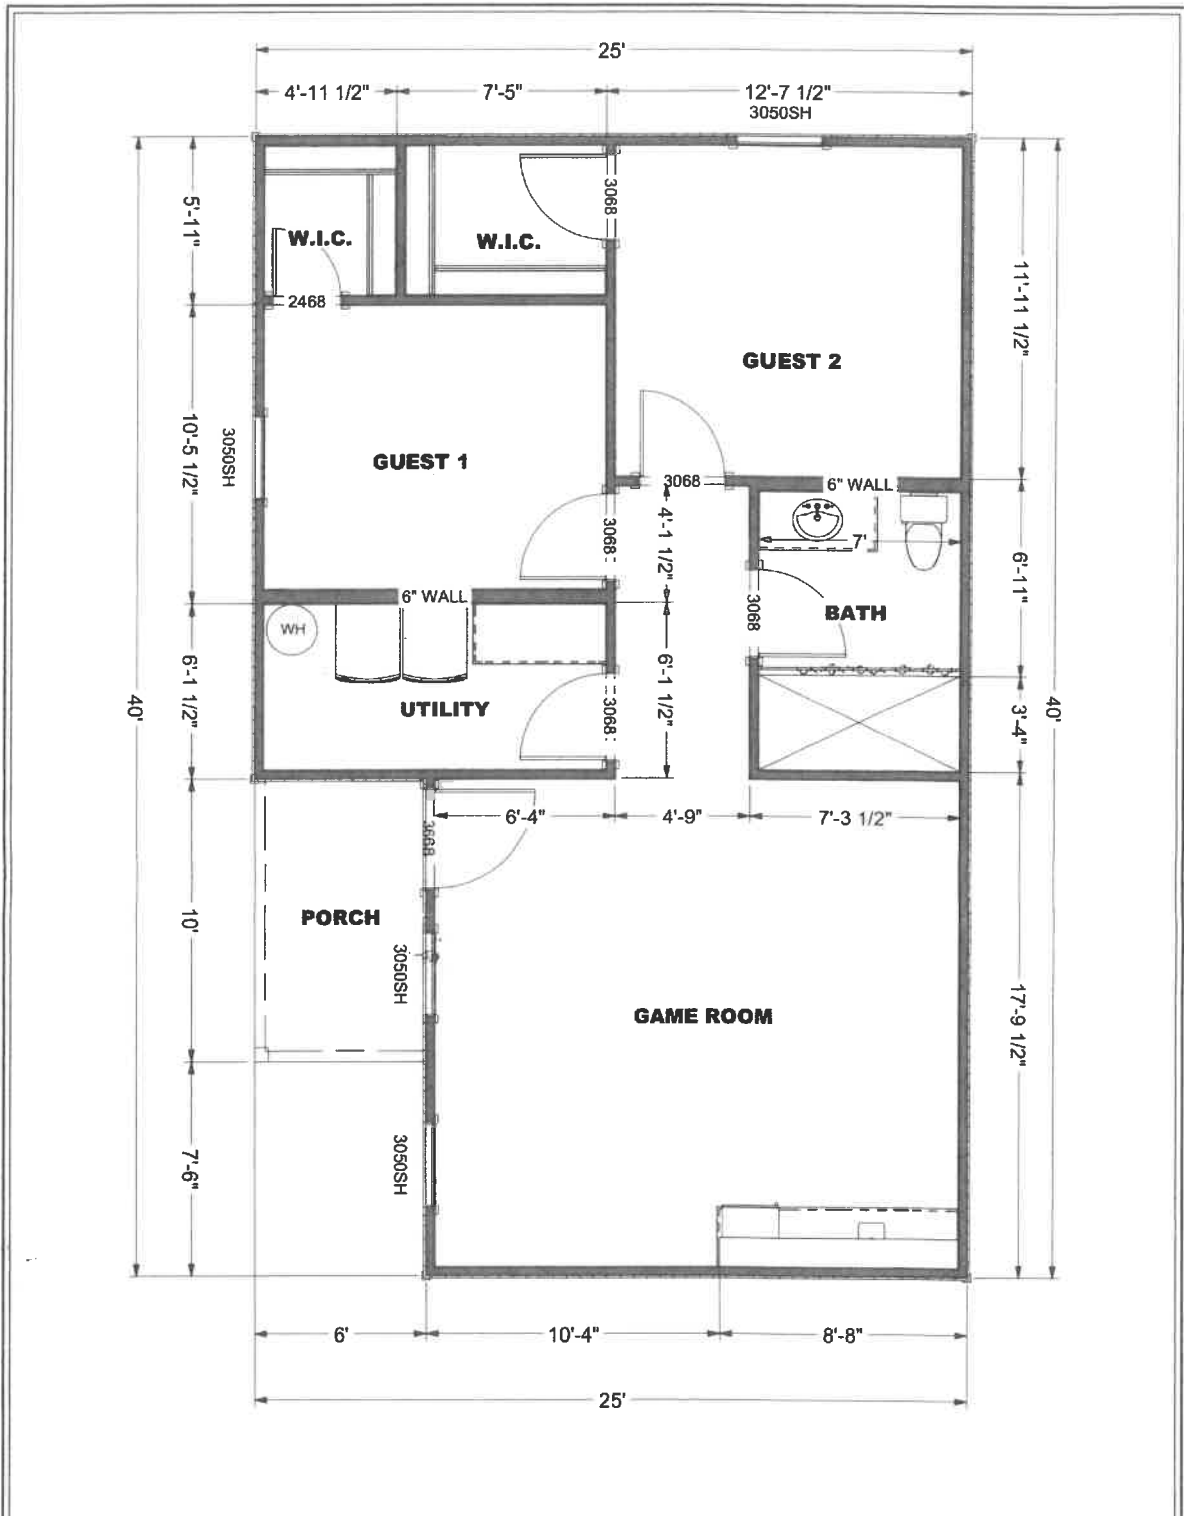 25'
4'-11 1/2"
7'-5"
12'-7 1/2"
3050SH
5'-11"
3068
W.I.C.
W.I.C.
2468
11'-11 1/2"
GUEST 2
10'-5 1/2"
3050SH
GUEST 1
3068
6" WALL
4'-1 1/2"
3068
7'
6'-11"
6" WALL
3068
BATH
WH
6'-1 1/2"
UTILITY
3068
6'-1 1/2"
3'-4"
40'
40'
6'-4"
4'-9"
7'-3 1/2"
3668
10'
PORCH
3050SH
GAME ROOM
17'-9 1/2"
7'-6"
3050SH
6'
10'-4"
8'-8"
25'